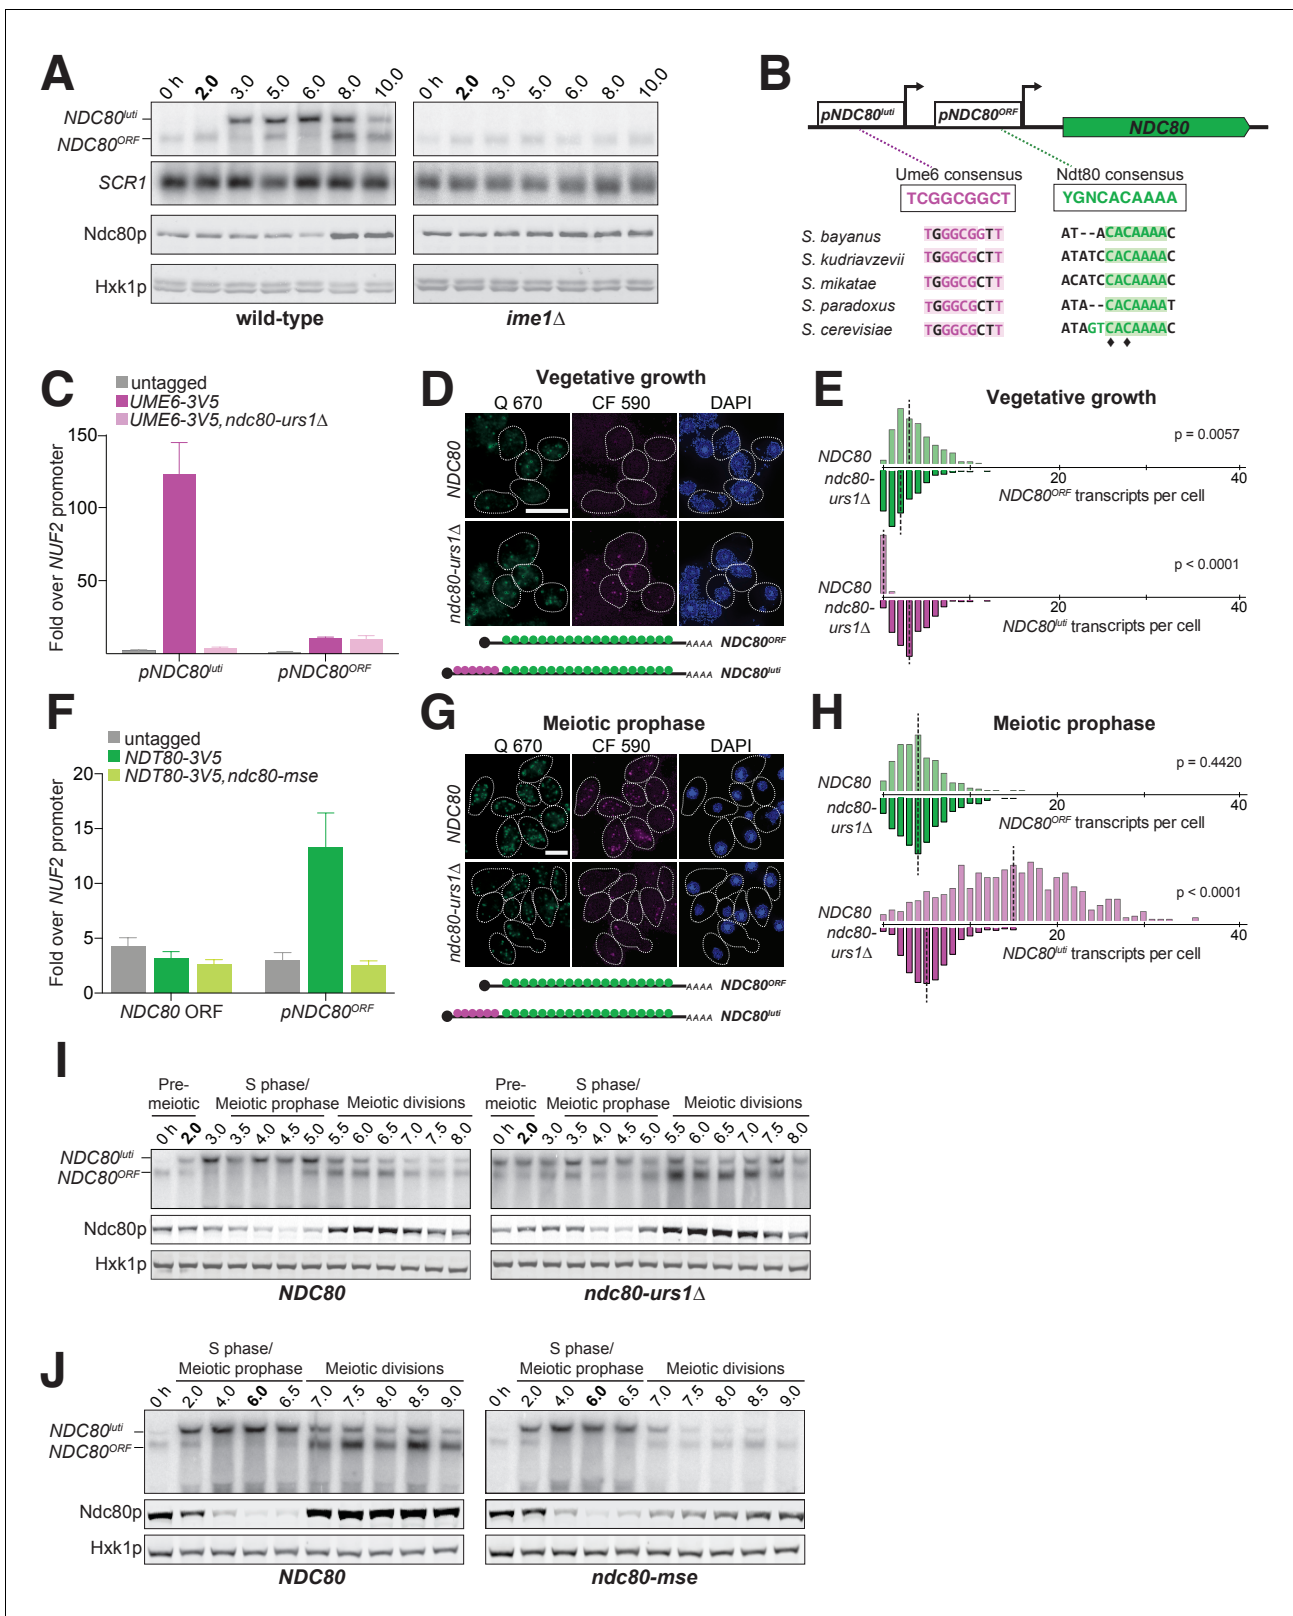 A
0 h 2.0 3.0 5.0 6.0 8.0 10.0
0 h 2.0 3.0 5.0 6.0 8.0 10.0
NDC80luti
NDC80ORF
SCR1
Ndc80p
Hxk1p
wild-type
ime1Δ
B
pNDC80luti
pNDC80ORF
NDC80
Ume6 consensus
Ndt80 consensus
TCGGCGGCT
YGNCACAAAA
S. bayanus TGGGCGGTT AT--ACACAAAAC
S. kudriavzevii TGGGCGCTT ATATCCACAAAAC
S. mikatae TGGGCGCTT ACATCCACAAAAC
S. paradoxus TGGGCGCTT ATA--CACAAAAT
S. cerevisiae TGGGCGCTT ATAGTCACAAAAC
C
untagged
UME6-3V5
UME6-3V5, ndc80-urs1Δ
Fold over NUF2 promoter
150
100
50
pNDC80luti
pNDC80ORF
D
Vegetative growth
Q 670 CF 590 DAPI
NDC80
ndc80-urs1Δ
AAAA NDC80ORF
AAAA NDC80luti
E
Vegetative growth
p = 0.0057
NDC80
20 40
ndc80-urs1Δ
NDC80ORF transcripts per cell
p < 0.0001
NDC80
20 40
ndc80-urs1Δ
NDC80luti transcripts per cell
F
untagged
NDT80-3V5
NDT80-3V5, ndc80-mse
Fold over NUF2 promoter
20
15
10
5
0
NDC80 ORF
pNDC80ORF
G
Meiotic prophase
Q 670 CF 590 DAPI
NDC80
ndc80-urs1Δ
AAAA NDC80ORF
AAAA NDC80luti
H
Meiotic prophase
p = 0.4420
NDC80
20 40
ndc80-urs1Δ
NDC80ORF transcripts per cell
p < 0.0001
NDC80
20 40
ndc80-urs1Δ
NDC80luti transcripts per cell
I
Pre-meiotic
S phase/
Meiotic prophase
Meiotic divisions
Pre-meiotic
S phase/
Meiotic prophase
Meiotic divisions
0 h 2.0 3.0 3.5 4.0 4.5 5.0 5.5 6.0 6.5 7.0 7.5 8.0
0 h 2.0 3.0 3.5 4.0 4.5 5.0 5.5 6.0 6.5 7.0 7.5 8.0
NDC80luti
NDC80ORF
Ndc80p
Hxk1p
NDC80
ndc80-urs1Δ
J
S phase/
Meiotic prophase
Meiotic divisions
S phase/
Meiotic prophase
Meiotic divisions
0 h 2.0 4.0 6.0 6.5 7.0 7.5 8.0 8.5 9.0
0 h 2.0 4.0 6.0 6.5 7.0 7.5 8.0 8.5 9.0
NDC80luti
NDC80ORF
Ndc80p
Hxk1p
NDC80
ndc80-mse